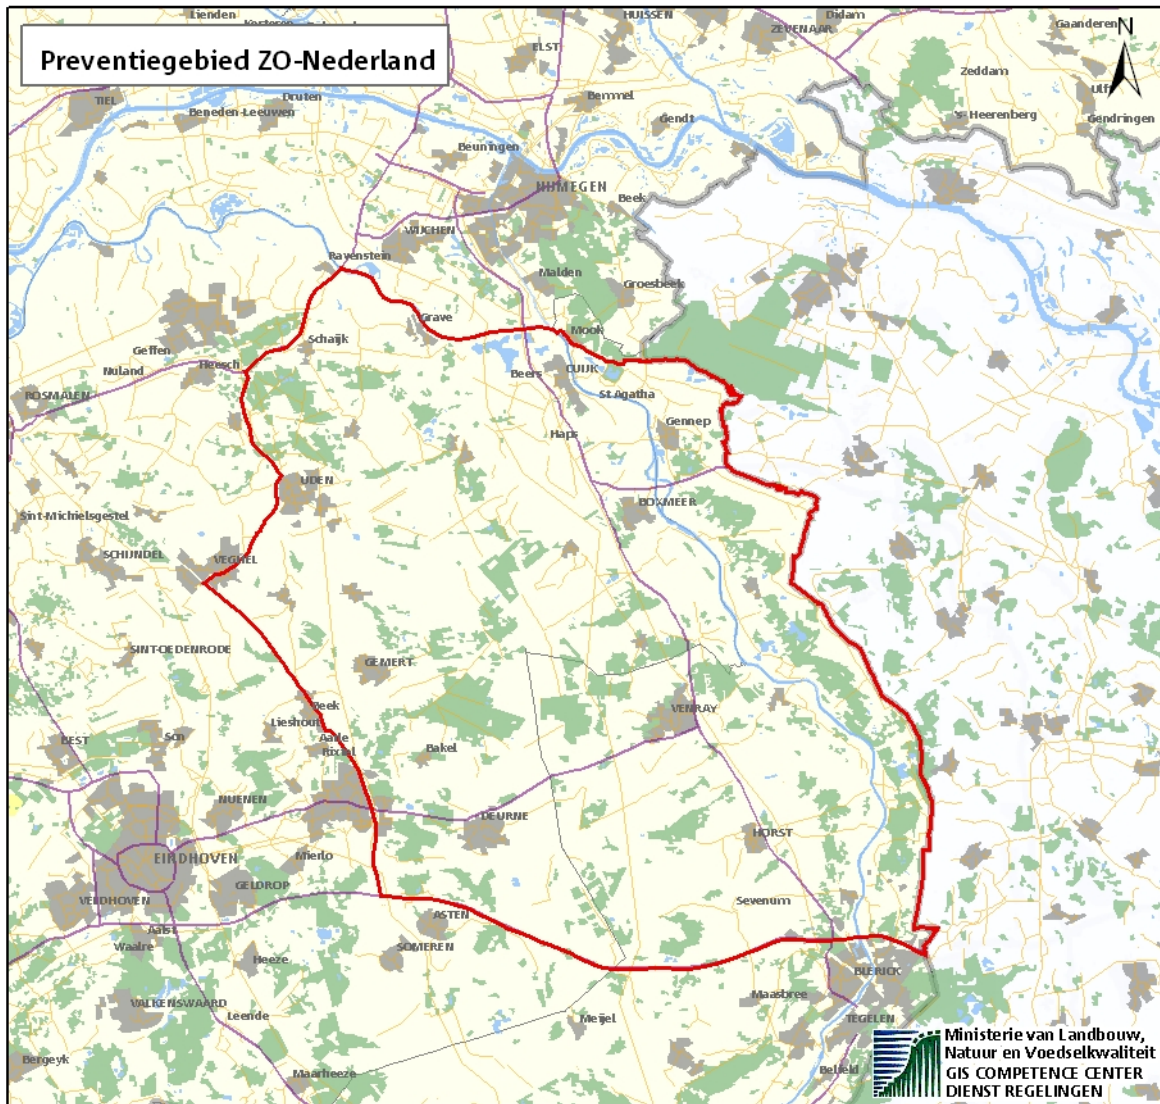 Lienden
HUISSEN
Didam
Gaanderen
ZEVENAAR
N
Preventiegebied ZO-Nederland
ELST
Zeddam
TIEL
Druten
Bemmel
Beneden-Leeuwen
Gendt
's-Heerenberg
Gendringen
Beuningen
NIJMEGEN
Beek
WIJCHEN
Ravenstein
Malden
Groesbeek
Grave
Mook
Schaijk
Geffen
Heesch
Nuland
Beers
CUIJK
ROSMALEN
St Agatha
Gennep
Haps
UDEN
BOXMEER
Sint-Michielsgestel
SCHIJNDEL
VEGHEL
SINT-OEDENRODE
GEMERT
Beek
VENRAY
Lieshout
BEST
Son
Aarle
Rixtel
Bakel
NUENEN
DEURNE
HORST
Mierlo
EINDHOVEN
GELDROP
VELDHOVEN
Sevenum
ASTEN
Aalst
Waalre
SOMEREN
Heeze
BLERICK
Maasbree
VALKENSWAARD
Leende
Meijel
TEGELEN
Bergeyk
Maarheeze
Belfeld
Ministerie van Landbouw,
Natuur en Voedselkwaliteit
GIS COMPETENCE CENTER
DIENST REGELINGEN